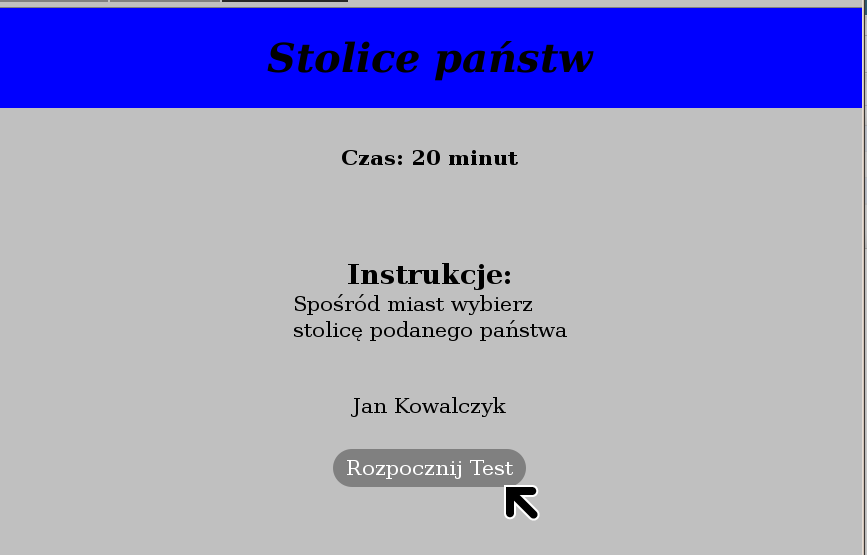 Stolice państw
Czas: 20 minut
Instrukcje:
Spośród miast wybierz
stolicę podanego państwa
Jan Kowalczyk
Rozpocznij Test